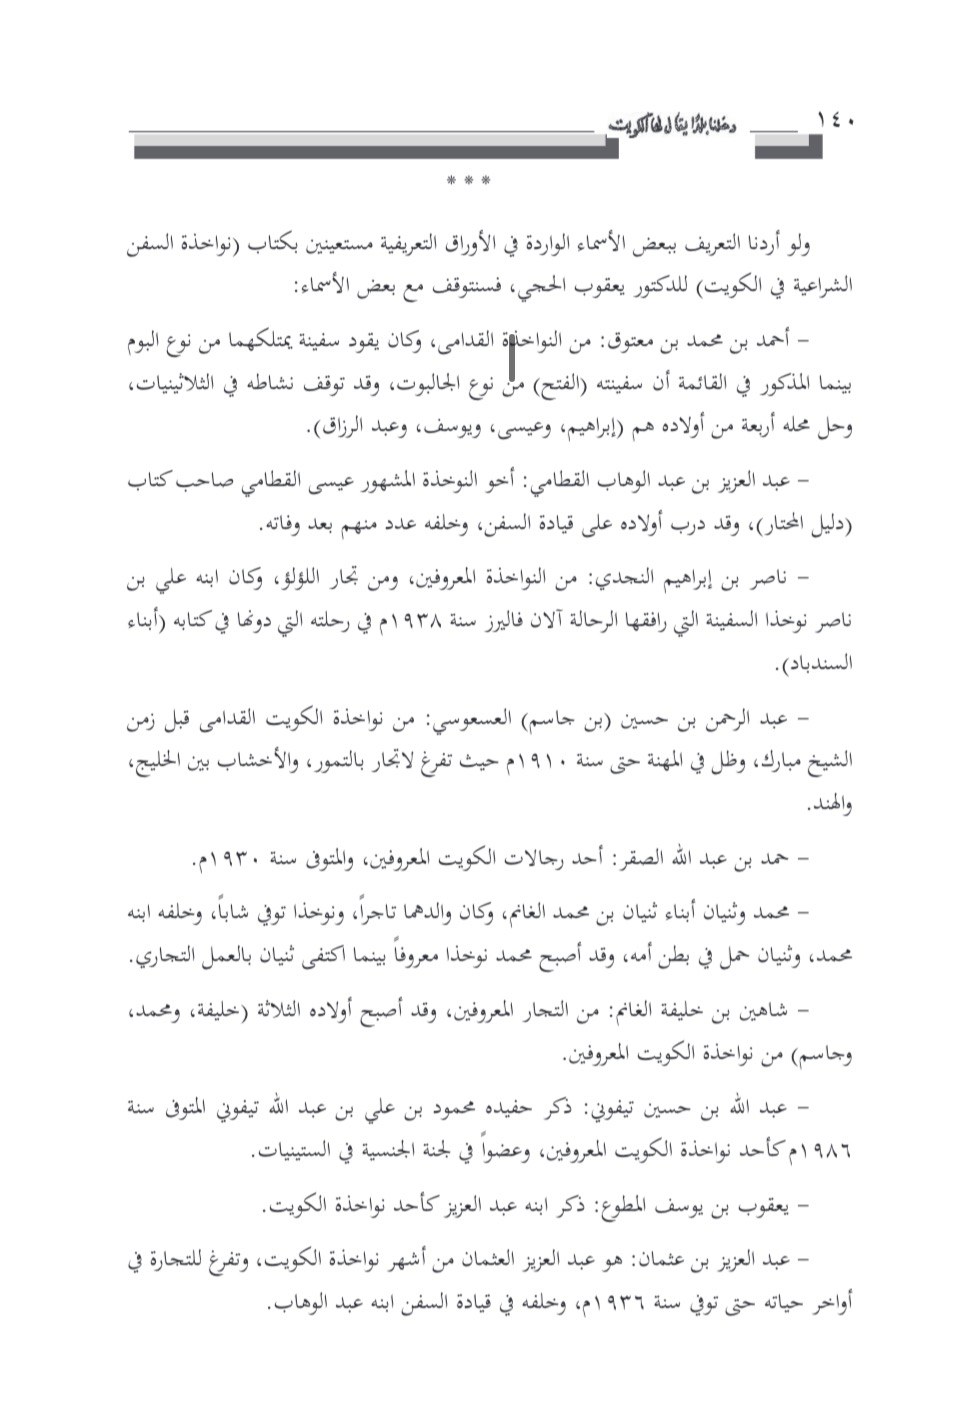 ١٤٠
وصلنا بلدًا يقال لها الكويت
* * *
ولو أردنا التعريف ببعض الأسماء الواردة في الأوراق التعريفية مستعينين بكتاب (نواخذة السفن
الشراعية في الكويت) للدكتور يعقوب الحجي، فسنتوقف مع بعض الأسماء:
– أحمد بن محمد بن معتوق: من النواخذة القدامى، وكان يقود سفينة يمتلكهما من نوع البوم
بينما المذكور في القائمة أن سفينته (الفتح) من نوع الجالبوت، وقد توقف نشاطه في الثلاثينيات،
وحل محله أربعة من أولاده هم (إبراهيم، وعيسى، ويوسف، وعبد الرزاق).
– عبد العزيز بن عبد الوهاب القطامي: أخو النوخذة المشهور عيسى القطامي صاحب كتاب
(دليل المحتار)، وقد درب أولاده على قيادة السفن، وخلفه عدد منهم بعد وفاته.
– ناصر بن إبراهيم النجدي: من النواخذة المعروفين، ومن تجار اللؤلؤ، وكان ابنه علي بن
ناصر نوخذا السفينة التي رافقها الرحالة آلان فاليرز سنة ١٩٣٨م في رحلته التي دونها في كتابه (أبناء
السندباد).
– عبد الرحمن بن حسين (بن جاسم) العسعوسي: من نواخذة الكويت القدامى قبل زمن
الشيخ مبارك، وظل في المهنة حتى سنة ١٩١٠م حيث تفرغ لاتجار بالتمور، والأخشاب بين الخليج،
والهند.
– حمد بن عبد الله الصقر: أحد رجالات الكويت المعروفين، والمتوفى سنة ١٩٣٠م.
– محمد وثنيان أبناء ثنيان بن محمد الغانم، وكان والدهما تاجراً، ونوخذا توفي شاباً، وخلفه ابنه
محمد، وثنيان حمل في بطن أمه، وقد أصبح محمد نوخذا معروفاً بينما اكتفى ثنيان بالعمل التجاري.
– شاهين بن خليفة الغانم: من التجار المعروفين، وقد أصبح أولاده الثلاثة (خليفة، ومحمد،
وجاسم) من نواخذة الكويت المعروفين.
– عبد الله بن حسين تيفوني: ذكر حفيده محمود بن علي بن عبد الله تيفوني المتوفى سنة
١٩٨٦م كأحد نواخذة الكويت المعروفين، وعضواً في لجنة الجنسية في الستينيات.
– يعقوب بن يوسف المطوع: ذكر ابنه عبد العزيز كأحد نواخذة الكويت.
– عبد العزيز بن عثمان: هو عبد العزيز العثمان من أشهر نواخذة الكويت، وتفرغ للتجارة في
أواخر حياته حتى توفي سنة ١٩٣٦م، وخلفه في قيادة السفن ابنه عبد الوهاب.